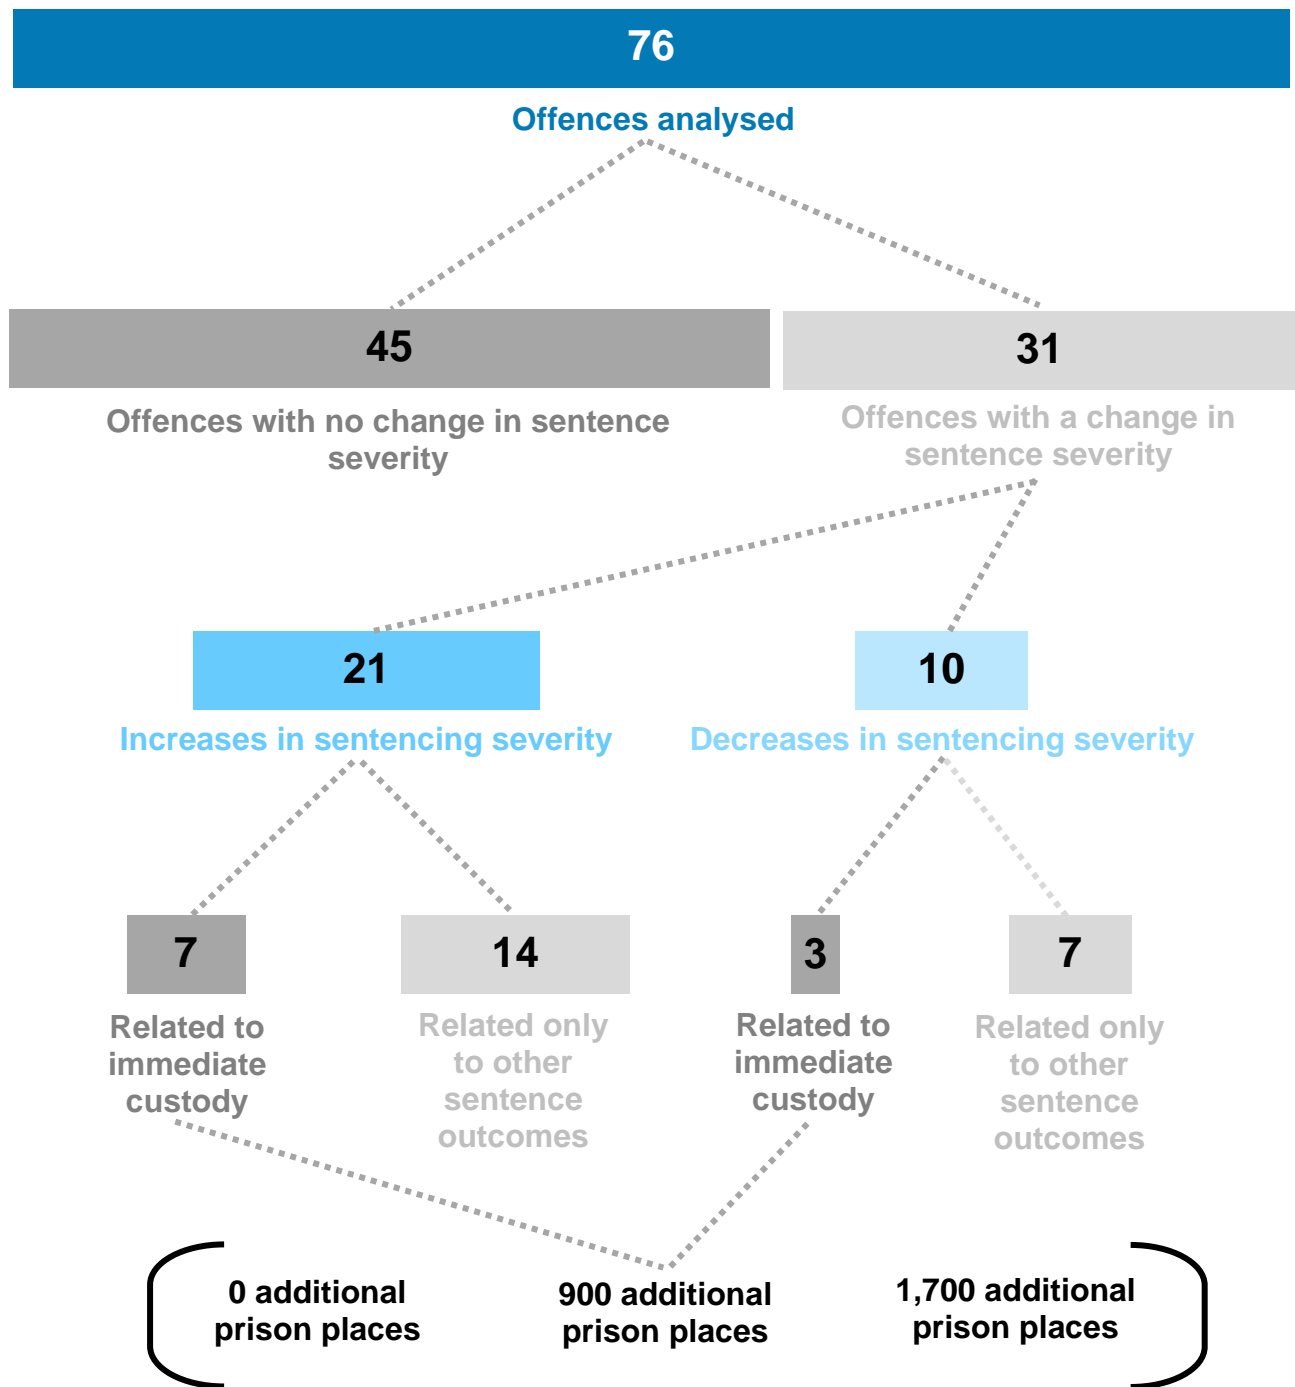 76
Offences analysed
45
31
Offences with no change in sentence
severity
Offences with a change in
sentence severity
21
10
Increases in sentencing severity
Decreases in sentencing severity
7
14
3
7
Related to
immediate
custody
Related only
to other
sentence
outcomes
Related to
immediate
custody
Related only
to other
sentence
outcomes
0 additional
prison places
900 additional
prison places
1,700 additional
prison places